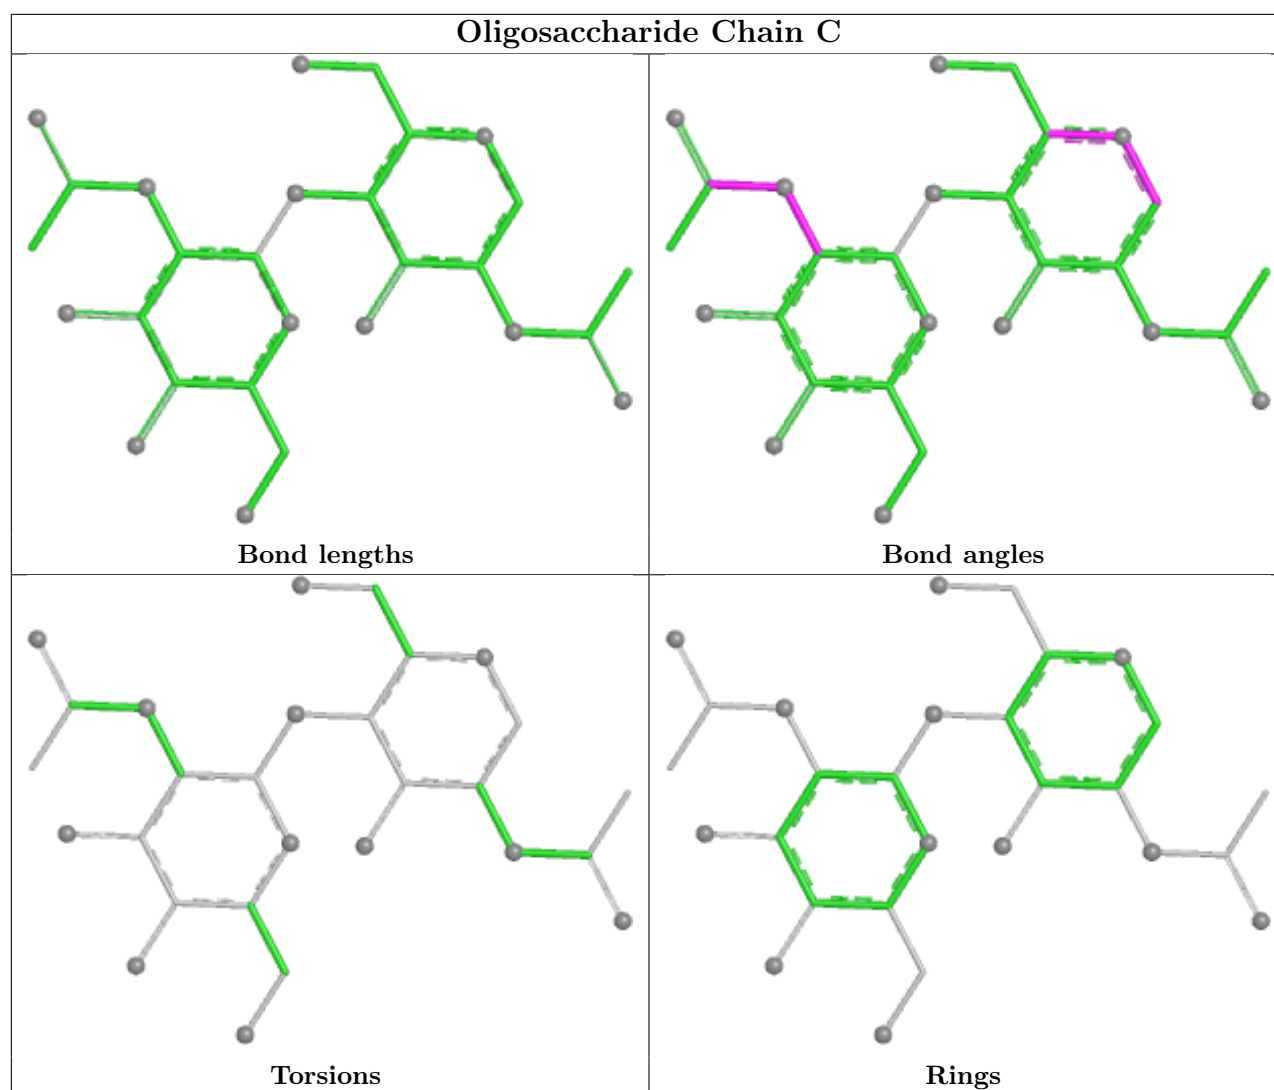 Oligosaccharide Chain C
Bond lengths
Bond angles
Torsions
Rings